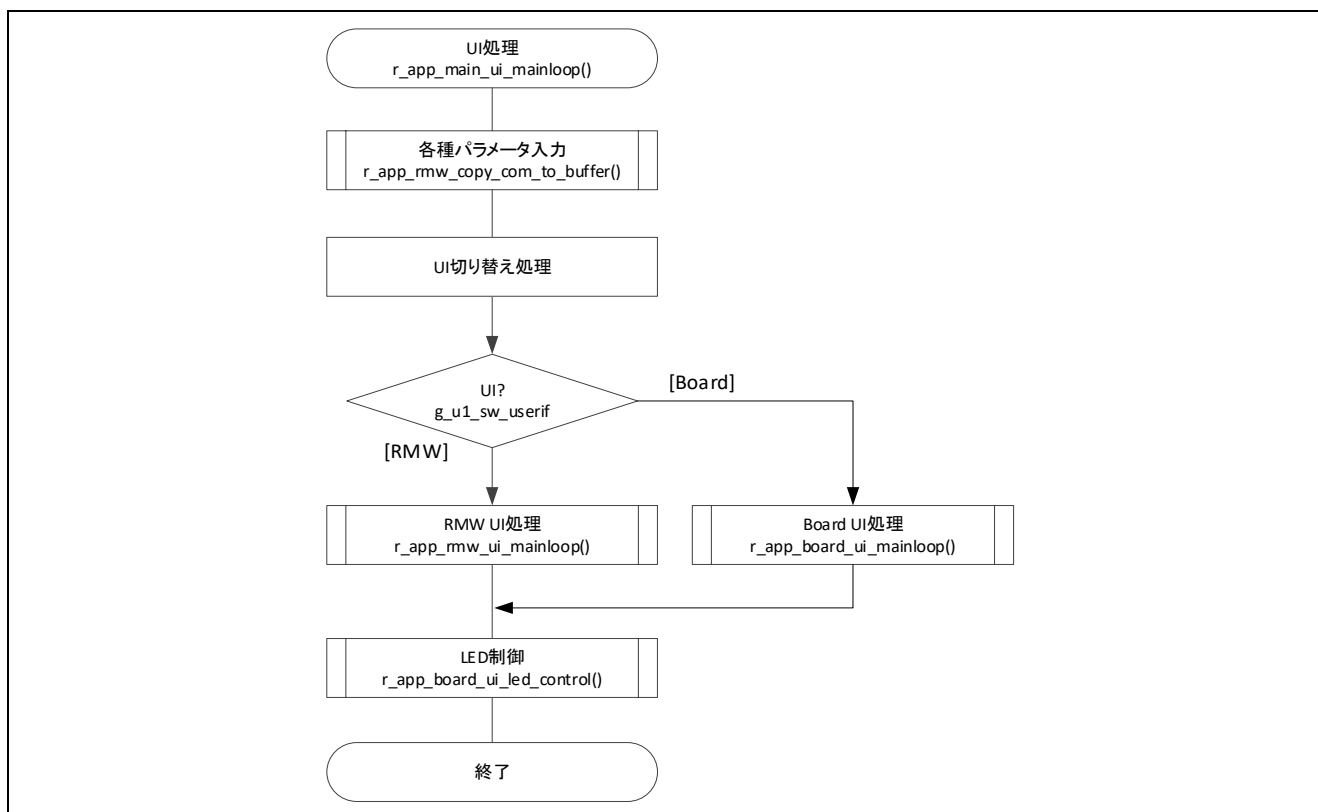 UI処理
r_app_main_ui_mainloop()
各種パラメータ入力
r_app_rmw_copy_com_to_buffer()
UI切り替え処理
UI?
g_u1_sw_userif
[Board]
[RMW]
RMW UI処理
r_app_rmw_ui_mainloop()
Board UI処理
r_app_board_ui_mainloop()
LED制御
r_app_board_ui_led_control()
終了